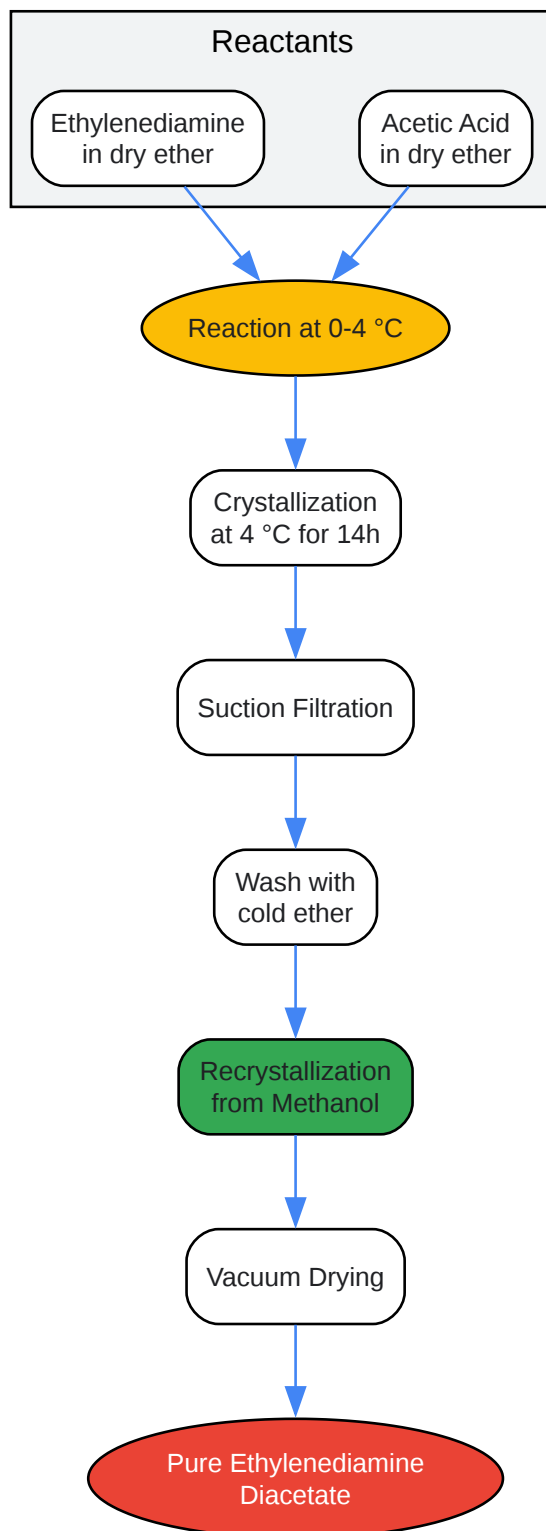 Reactants
Ethylenediamine
in dry ether
Acetic Acid
in dry ether
Reaction at 0-4 °C
Crystallization
at 4 °C for 14h
Suction Filtration
Wash with
cold ether
Recrystallization
from Methanol
Vacuum Drying
Pure Ethylenediamine
Diacetate